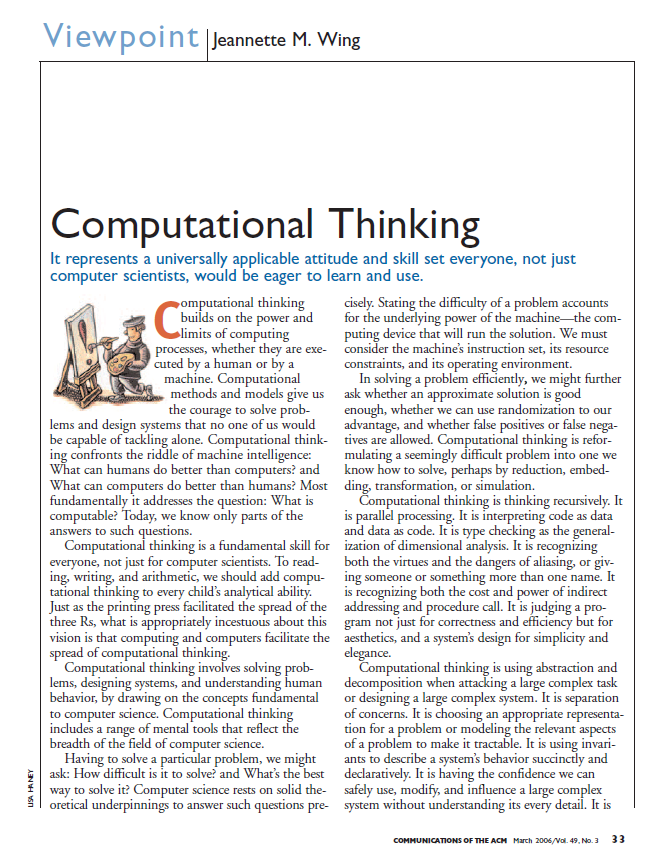 Viewpoint
Jeannette M. Wing
Computational Thinking
It represents a universally applicable attitude and skill set everyone, not just
computer scientists, would be eager to learn and use.
Computational thinking
builds on the power and
limits of computing
processes, whether they are exe-
cuted by a human or by a
machine. Computational
methods and models give us
the courage to solve prob-
lems and design systems that no one of us would
be capable of tackling alone. Computational think-
ing confronts the riddle of machine intelligence:
What can humans do better than computers? and
What can computers do better than humans? Most
fundamentally it addresses the question: What is
computable? Today, we know only parts of the
answers to such questions.
Computational thinking is a fundamental skill for
everyone, not just for computer scientists. To read-
ing, writing, and arithmetic, we should add compu-
tational thinking to every child's analytical ability.
Just as the printing press facilitated the spread of the
three Rs, what is appropriately incestuous about this
vision is that computing and computers facilitate the
spread of computational thinking.
Computational thinking involves solving prob-
lems, designing systems, and understanding human
behavior, by drawing on the concepts fundamental
to computer science. Computational thinking
includes a range of mental tools that reflect the
breadth of the field of computer science.
Having to solve a particular problem, we might
ask: How difficult is it to solve? and What's the best
way to solve it? Computer science rests on solid the-
oretical underpinnings to answer such questions pre-
cisely. Stating the difficulty of a problem accounts
for the underlying power of the machine—the com-
puting device that will run the solution. We must
consider the machine's instruction set, its resource
constraints, and its operating environment.
In solving a problem efficiently, we might further
ask whether an approximate solution is good
enough, whether we can use randomization to our
advantage, and whether false positives or false nega-
tives are allowed. Computational thinking is refor-
mulating a seemingly difficult problem into one we
know how to solve, perhaps by reduction, embed-
ding, transformation, or simulation.
Computational thinking is thinking recursively. It
is parallel processing. It is interpreting code as data
and data as code. It is type checking as the general-
ization of dimensional analysis. It is recognizing
both the virtues and the dangers of aliasing, or giv-
ing someone or something more than one name. It
is recognizing both the cost and power of indirect
addressing and procedure call. It is judging a pro-
gram not just for correctness and efficiency but for
aesthetics, and a system's design for simplicity and
elegance.
Computational thinking is using abstraction and
decomposition when attacking a large complex task
or designing a large complex system. It is separation
of concerns. It is choosing an appropriate representa-
tion for a problem or modeling the relevant aspects
of a problem to make it tractable. It is using invari-
ants to describe a system's behavior succinctly and
declaratively. It is having the confidence we can
safely use, modify, and influence a large complex
system without understanding its every detail. It is
LISA HANEY
COMMUNICATIONS OF THE ACM March 2006/Vol. 49, No. 3 33